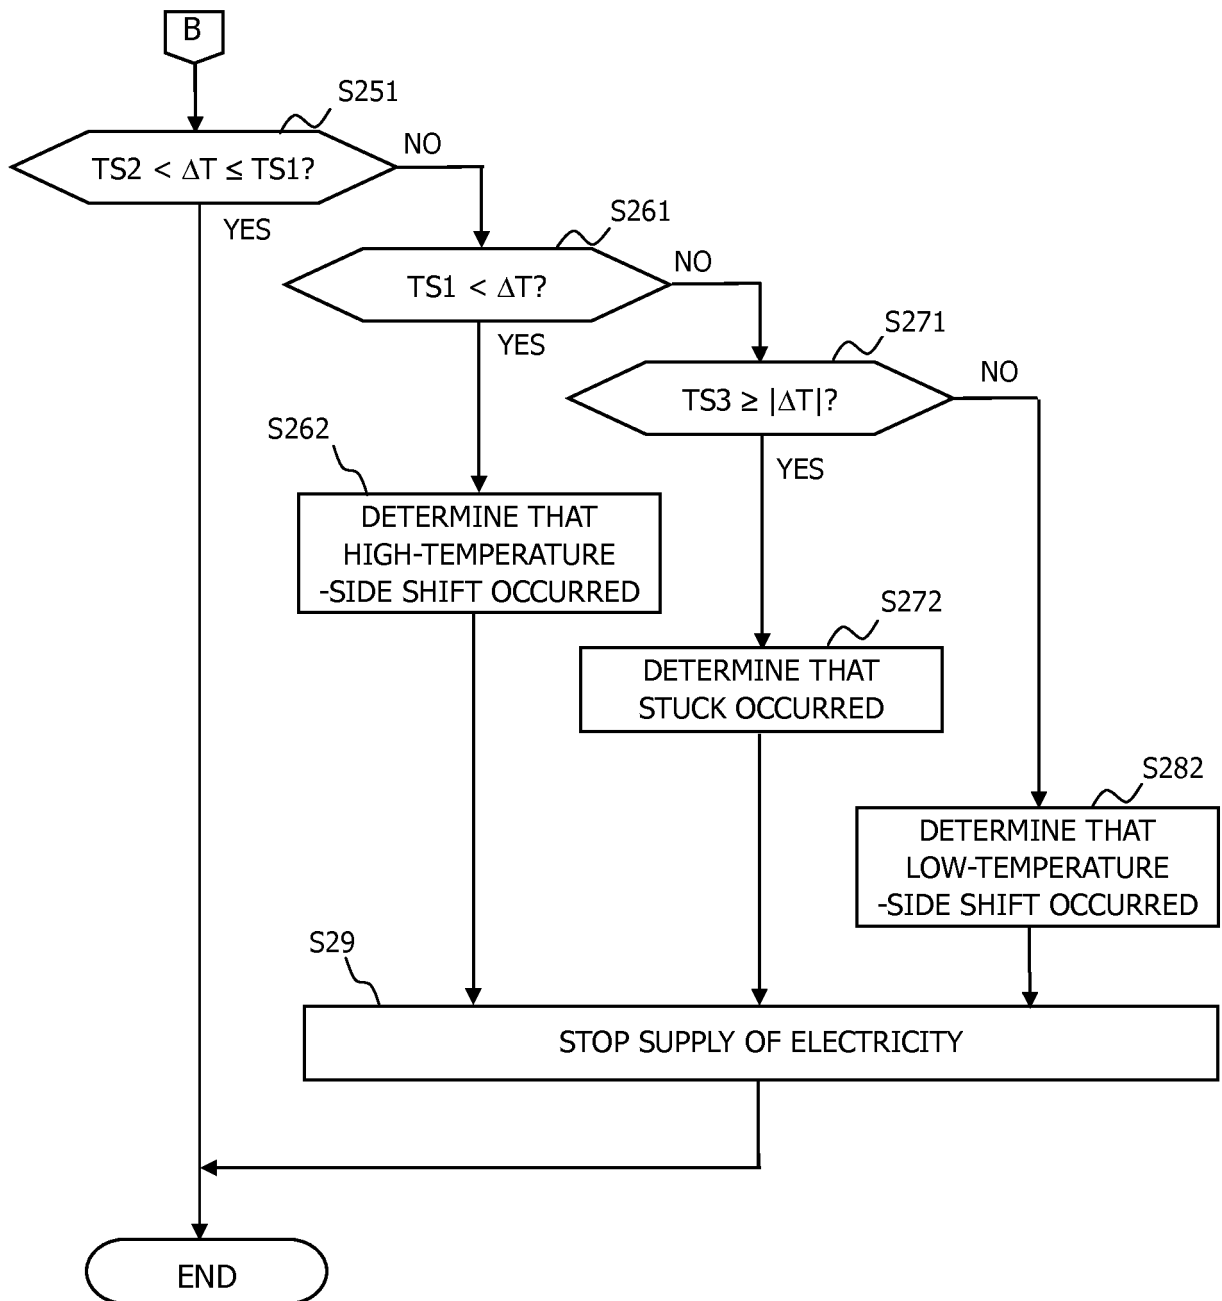 B
S251
TS2 < ΔT ≤ TS1?
NO
YES
S261
TS1 < ΔT?
NO
YES
S271
TS3 ≥ |ΔT|?
NO
YES
S262
DETERMINE THAT
HIGH-TEMPERATURE
-SIDE SHIFT OCCURRED
S272
DETERMINE THAT
STUCK OCCURRED
S282
DETERMINE THAT
LOW-TEMPERATURE
-SIDE SHIFT OCCURRED
S29
STOP SUPPLY OF ELECTRICITY
END